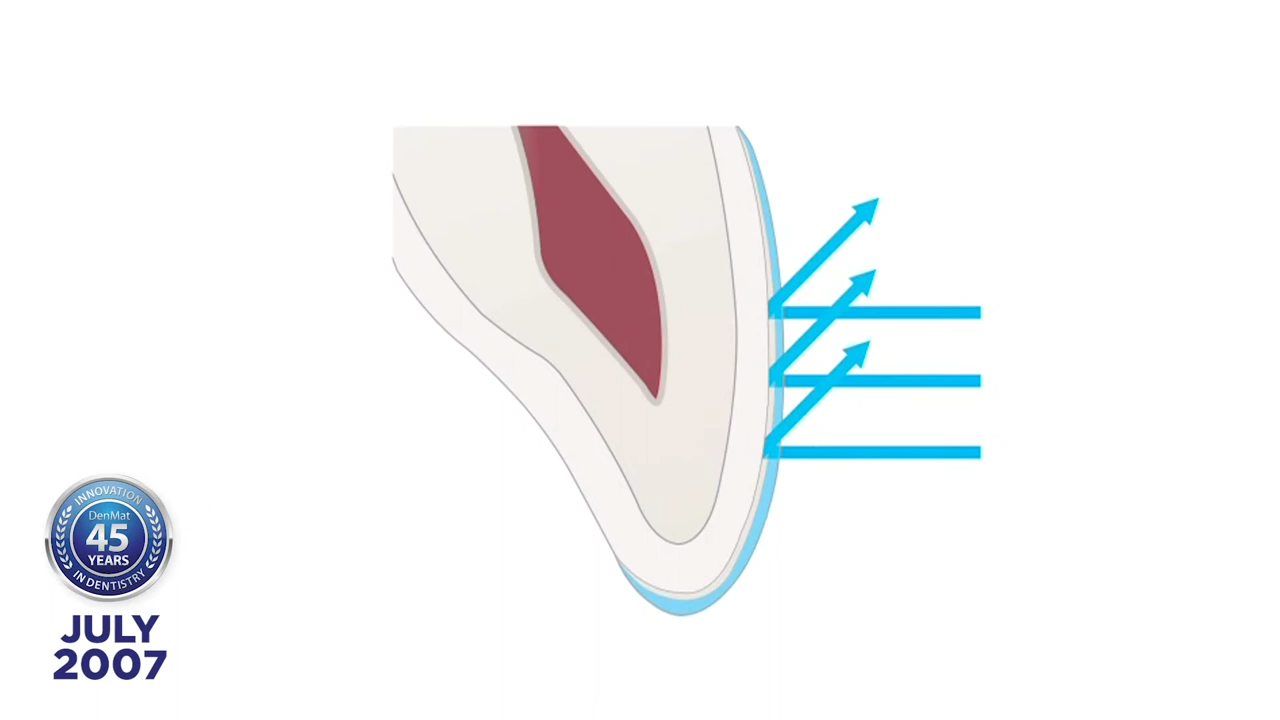 INNOVATION
DenMat
45
YEARS
IN DENTISTRY
JULY
2007